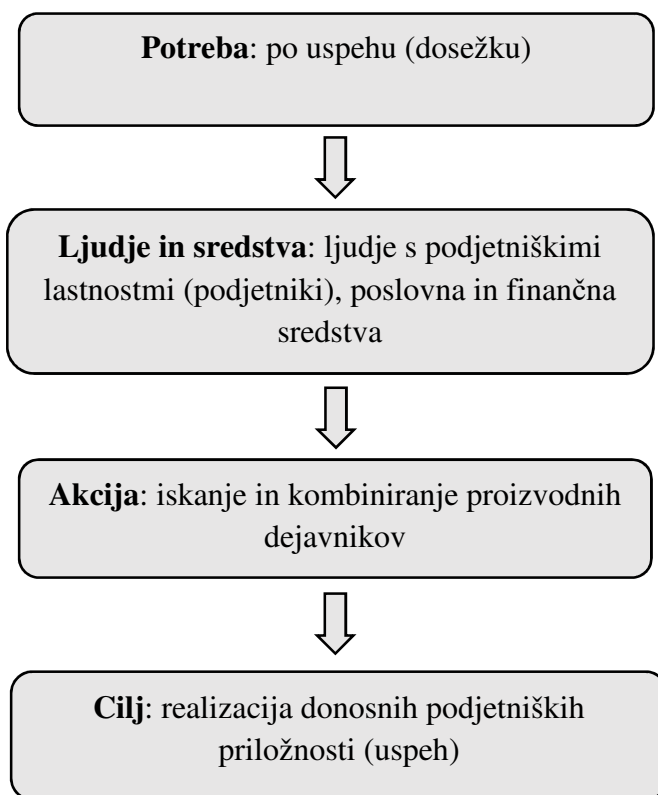 Potreba: po uspehu (dosežku)
Ljudje in sredstva: ljudje s podjetniškimi
lastnostmi (podjetniki), poslovna in finančna
sredstva
Akcija: iskanje in kombiniranje proizvodnih
dejavnikov
Cilj: realizacija donosnih podjetniških
priložnosti (uspeh)